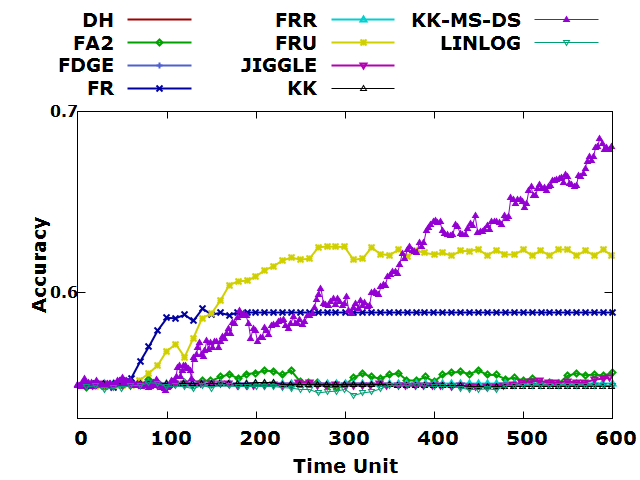 DH FRR KK-MS-DS
FA2 FRU LINLOG
FDGE JIGGLE
FR KK
0.7
0.6
Accuracy
0 100 200 300 400 500 600
Time Unit